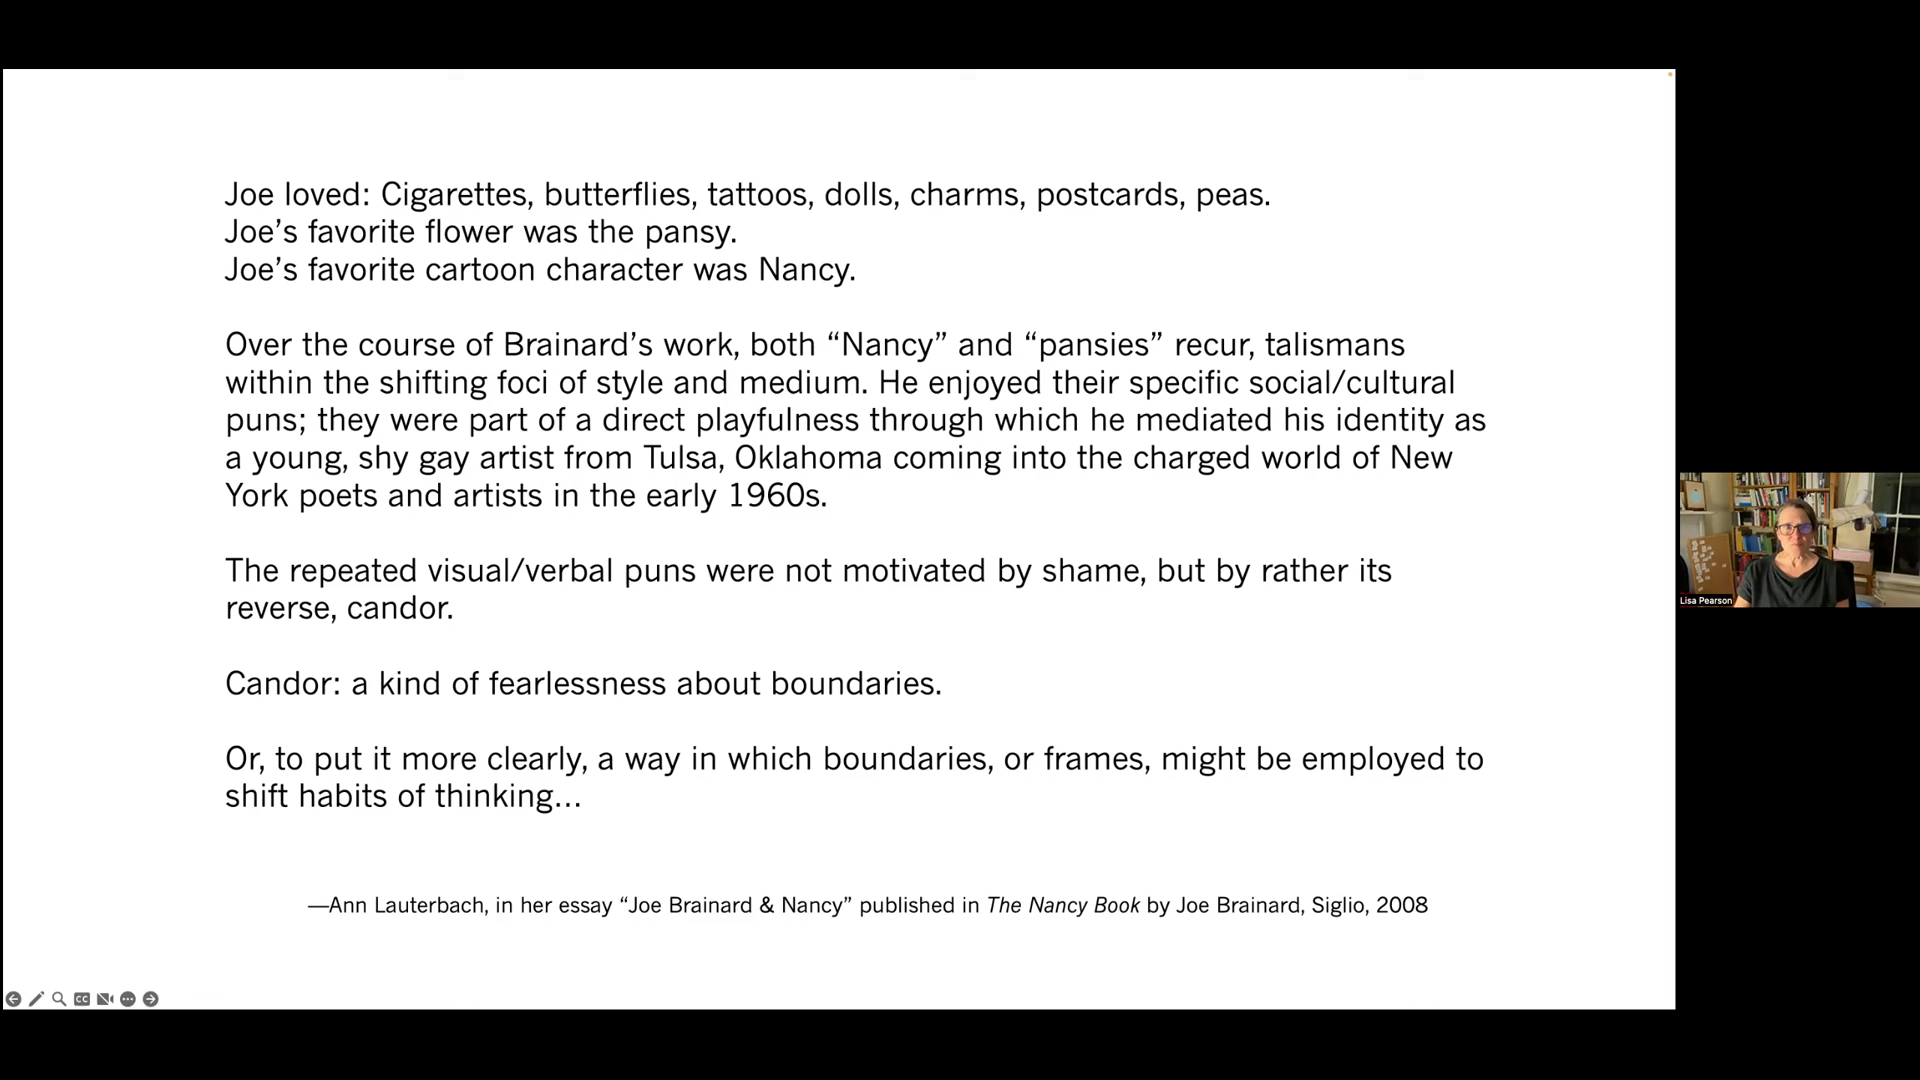 Joe loved: Cigarettes, butterflies, tattoos, dolls, charms, postcards, peas.
Joe’s favorite flower was the pansy.
Joe’s favorite cartoon character was Nancy.
Over the course of Brainard’s work, both “Nancy” and “pansies” recur, talismans
within the shifting foci of style and medium. He enjoyed their specific social/cultural
puns; they were part of a direct playfulness through which he mediated his identity as
a young, shy gay artist from Tulsa, Oklahoma coming into the charged world of New
York poets and artists in the early 1960s.
The repeated visual/verbal puns were not motivated by shame, but by rather its
reverse, candor.
Candor: a kind of fearlessness about boundaries.
Or, to put it more clearly, a way in which boundaries, or frames, might be employed to
shift habits of thinking...
—Ann Lauterbach, in her essay “Joe Brainard & Nancy” published in The Nancy Book by Joe Brainard, Siglio, 2008
Lisa Pearson
CC